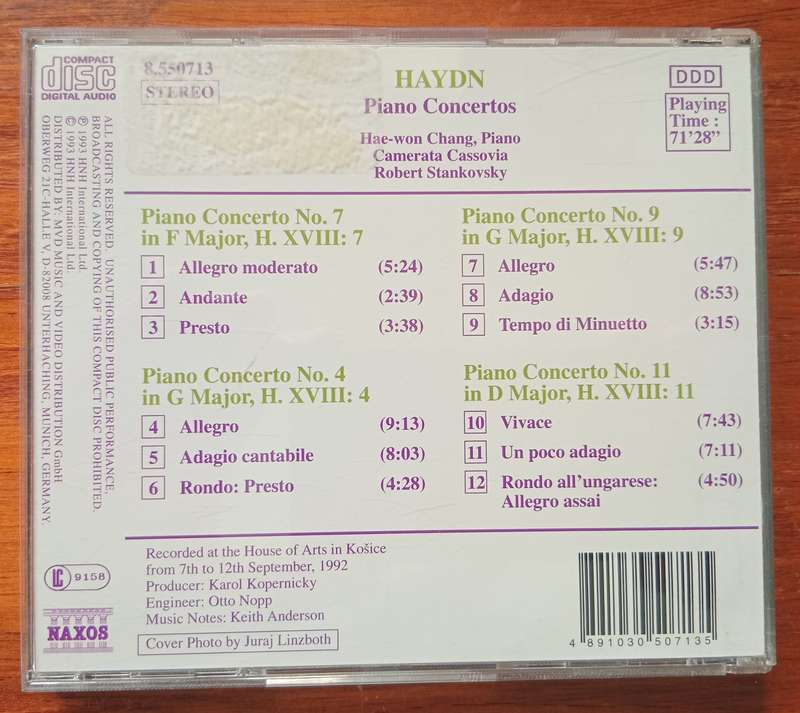 COMPACT
disc
DIGITAL AUDIO
8.550713
STEREO
HAYDN
Piano Concertos
Hae-won Chang, Piano
Camerata Cassovia
Robert Stankovsky
DDD
Playing
Time :
71'28"
Piano Concerto No. 7
in F Major, H. XVIII: 7
1 Allegro moderato (5:24)
2 Andante (2:39)
3 Presto (3:38)
Piano Concerto No. 4
in G Major, H. XVIII: 4
4 Allegro (9:13)
5 Adagio cantabile (8:03)
6 Rondo: Presto (4:28)
Piano Concerto No. 9
in G Major, H. XVIII: 9
7 Allegro (5:47)
8 Adagio (8:53)
9 Tempo di Minuetto (3:15)
Piano Concerto No. 11
in D Major, H. XVIII: 11
10 Vivace (7:43)
11 Un poco adagio (7:11)
12 Rondo all'ungarese: (4:50)
Allegro assai
Recorded at the House of Arts in Košice
from 7th to 12th September, 1992
Producer: Karol Kopernicky
Engineer: Otto Nopp
Music Notes: Keith Anderson
Cover Photo by Juraj Linzboth
ALL RIGHTS RESERVED. UNAUTHORISED PUBLIC PERFORMANCE,
BROADCASTING AND COPYING OF THIS COMPACT DISC PROHIBITED.
℗ 1993 HNH International Ltd.
© 1993 HNH International Ltd.
DISTRIBUTED BY: MVD MUSIC AND VIDEO DISTRIBUTION GmbH
OBERWEG 21C-HALLE V, D-82008 UNTERHACHING, MUNICH, GERMANY.
LC 9158
NAXOS
4 891030 507135